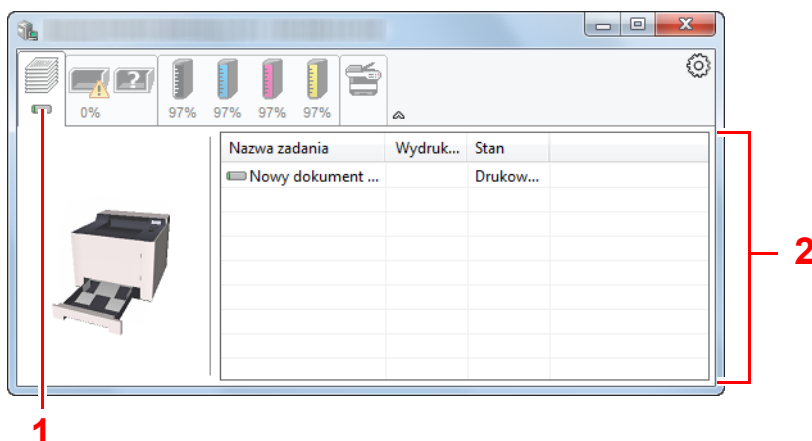 ?
0% 97% 97% 97% 97%
Nazwa zadania Wydruk... Stan
Nowy dokument ... Drukow...
2
1